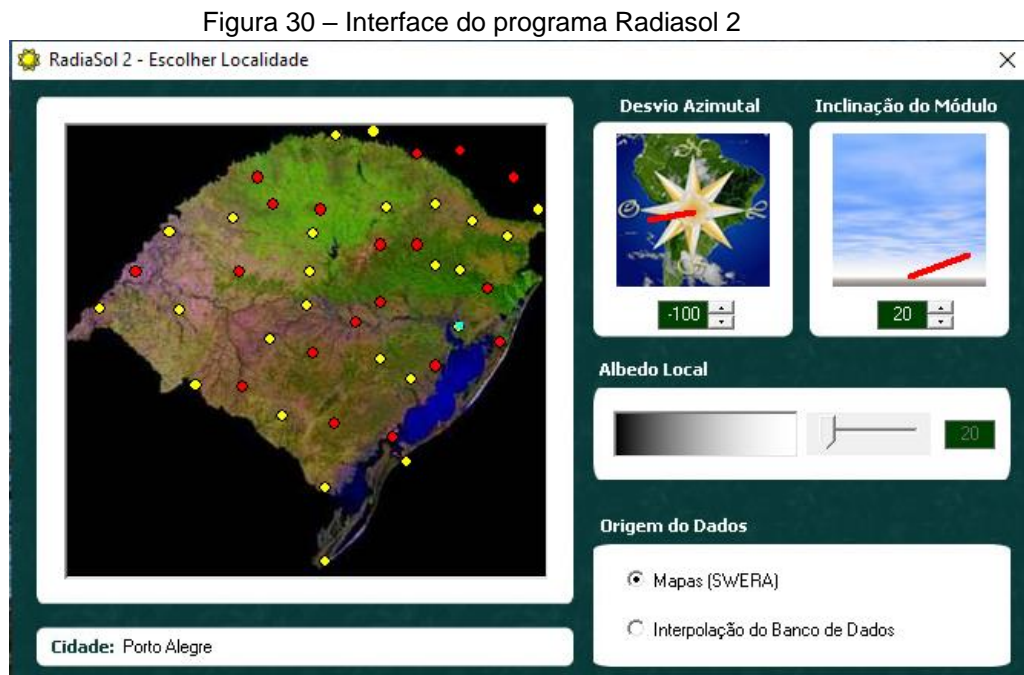 Figura 30 – Interface do programa Radiasol 2
RadiaSol 2 - Escolher Localidade
Desvio Azimutal
Inclinação do Módulo
-100
20
Albedo Local
20
Origem do Dados
Mapas (SWERA)
Interpolação do Banco de Dados
Cidade: Porto Alegre